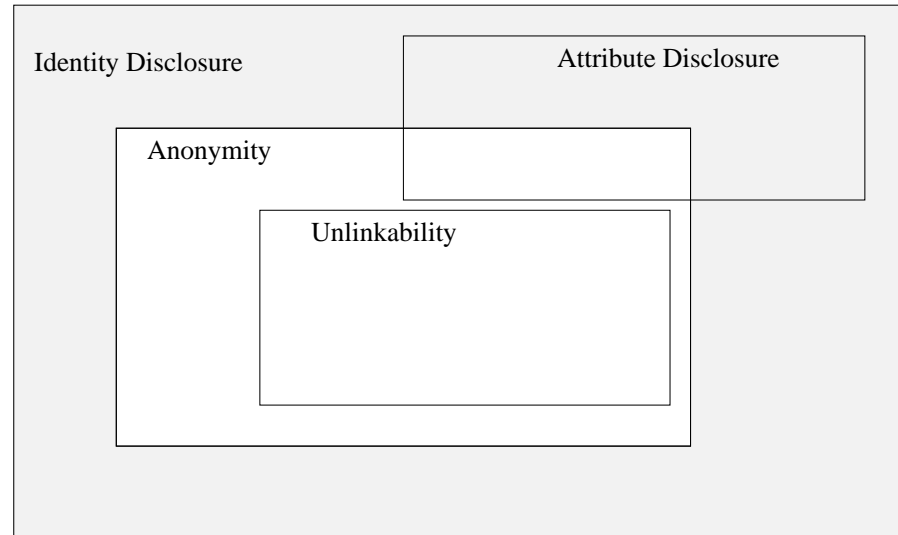 Identity Disclosure
Attribute Disclosure
Anonymity
Unlinkability